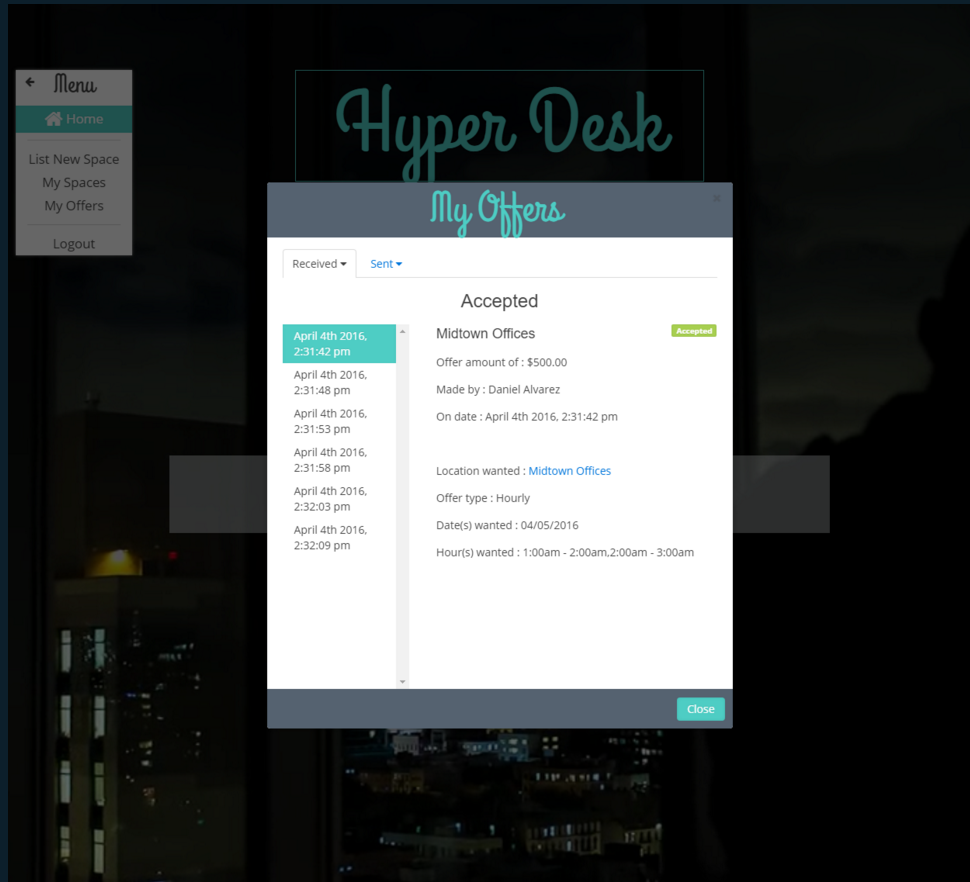 Menu
Home
List New Space
My Spaces
My Offers
Logout
Hyper Desk
My Offers
×
Received
Sent
Accepted
April 4th 2016,
2:31:42 pm
April 4th 2016,
2:31:48 pm
April 4th 2016,
2:31:53 pm
April 4th 2016,
2:31:58 pm
April 4th 2016,
2:32:03 pm
April 4th 2016,
2:32:09 pm
Midtown Offices
Accepted
Offer amount of : $500.00
Made by : Daniel Alvarez
On date : April 4th 2016, 2:31:42 pm
Location wanted : Midtown Offices
Offer type : Hourly
Date(s) wanted : 04/05/2016
Hour(s) wanted : 1:00am - 2:00am,2:00am - 3:00am
Close